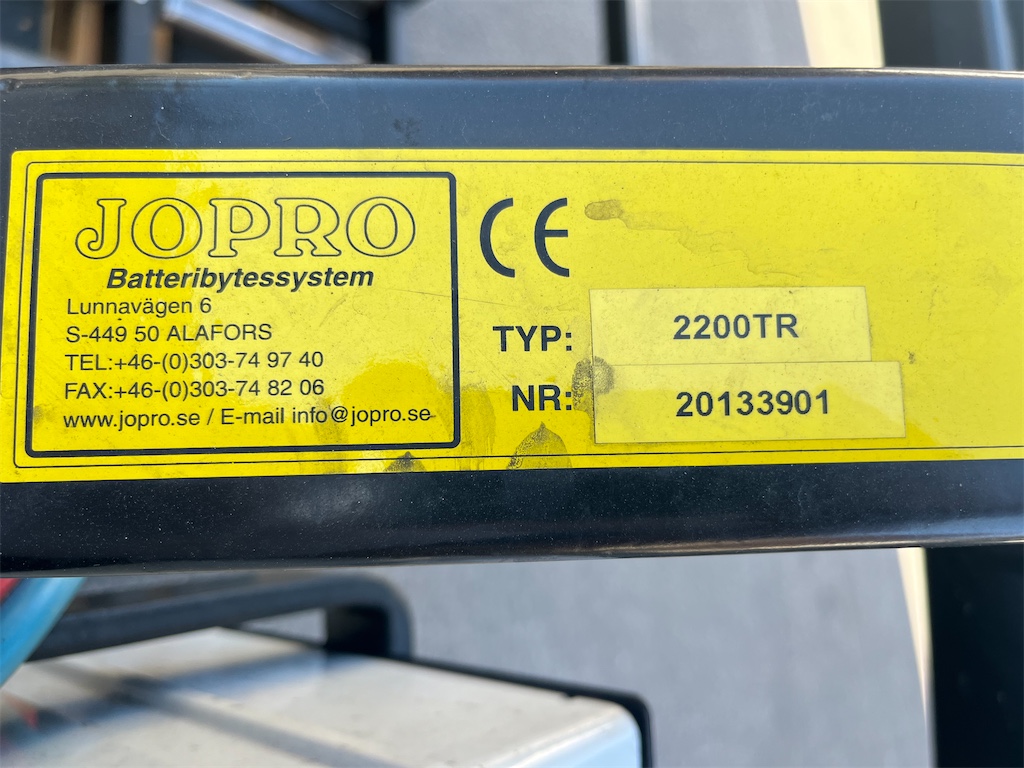 JOPRO
Batteribytessystem
Lunnavägen 6
S-449 50 ALAFORS
TEL:+46-(0)303-74 97 40
FAX:+46-(0)303-74 82 06
www.jopro.se / E-mail info@jopro.se
CE
TYP: 2200TR
NR: 20133901